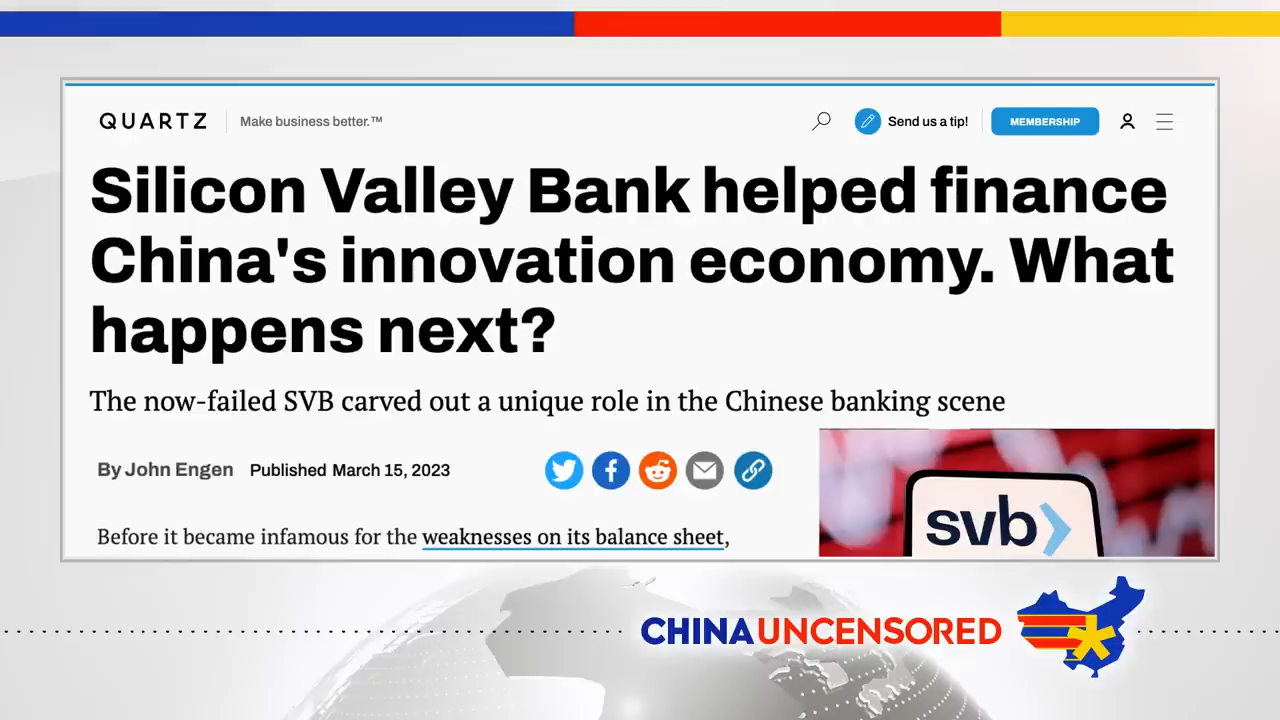 QUARTZ
Make business better.™
Send us a tip!
MEMBERSHIP
Silicon Valley Bank helped finance
China's innovation economy. What
happens next?
The now-failed SVB carved out a unique role in the Chinese banking scene
By John Engen Published March 15, 2023
svb
Before it became infamous for the weaknesses on its balance sheet,
CHINA UNCENSORED